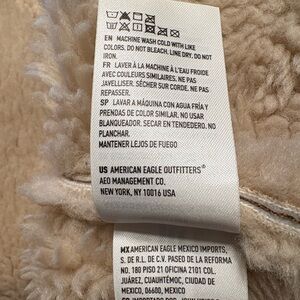 EN MACHINE WASH COLD WITH LIKE
COLORS. DO NOT BLEACH. LINE DRY. DO NOT
IRON.
FR LAVER À LA MACHINE À L'EAU FROIDE
AVEC COULEURS SIMILAIRES. NE PAS
JAVELLISER. SÉCHER SUR CORDE. NE PAS
REPASSER.
SP LAVAR A MÁQUINA CON AGUA FRÍA Y
PRENDAS DE COLOR SIMILAR. NO USAR
BLANQUEADOR. SECAR EN TENDEDERO. NO
PLANCHAR.
MANTENER LEJOS DE FUEGO
US AMERICAN EAGLE OUTFITTERS®
AEO MANAGEMENT CO.
NEW YORK, NY 10016 USA
MX AMERICAN EAGLE MEXICO IMPORTS,
S. DE R.L. DE C.V. PASEO DE LA REFORMA
NO. 180 PISO 21 OFICINA 2101 COL.
JUÁREZ, CUAUHTÉMOC, CIUDAD DE
MEXICO, 06600, MEXICO